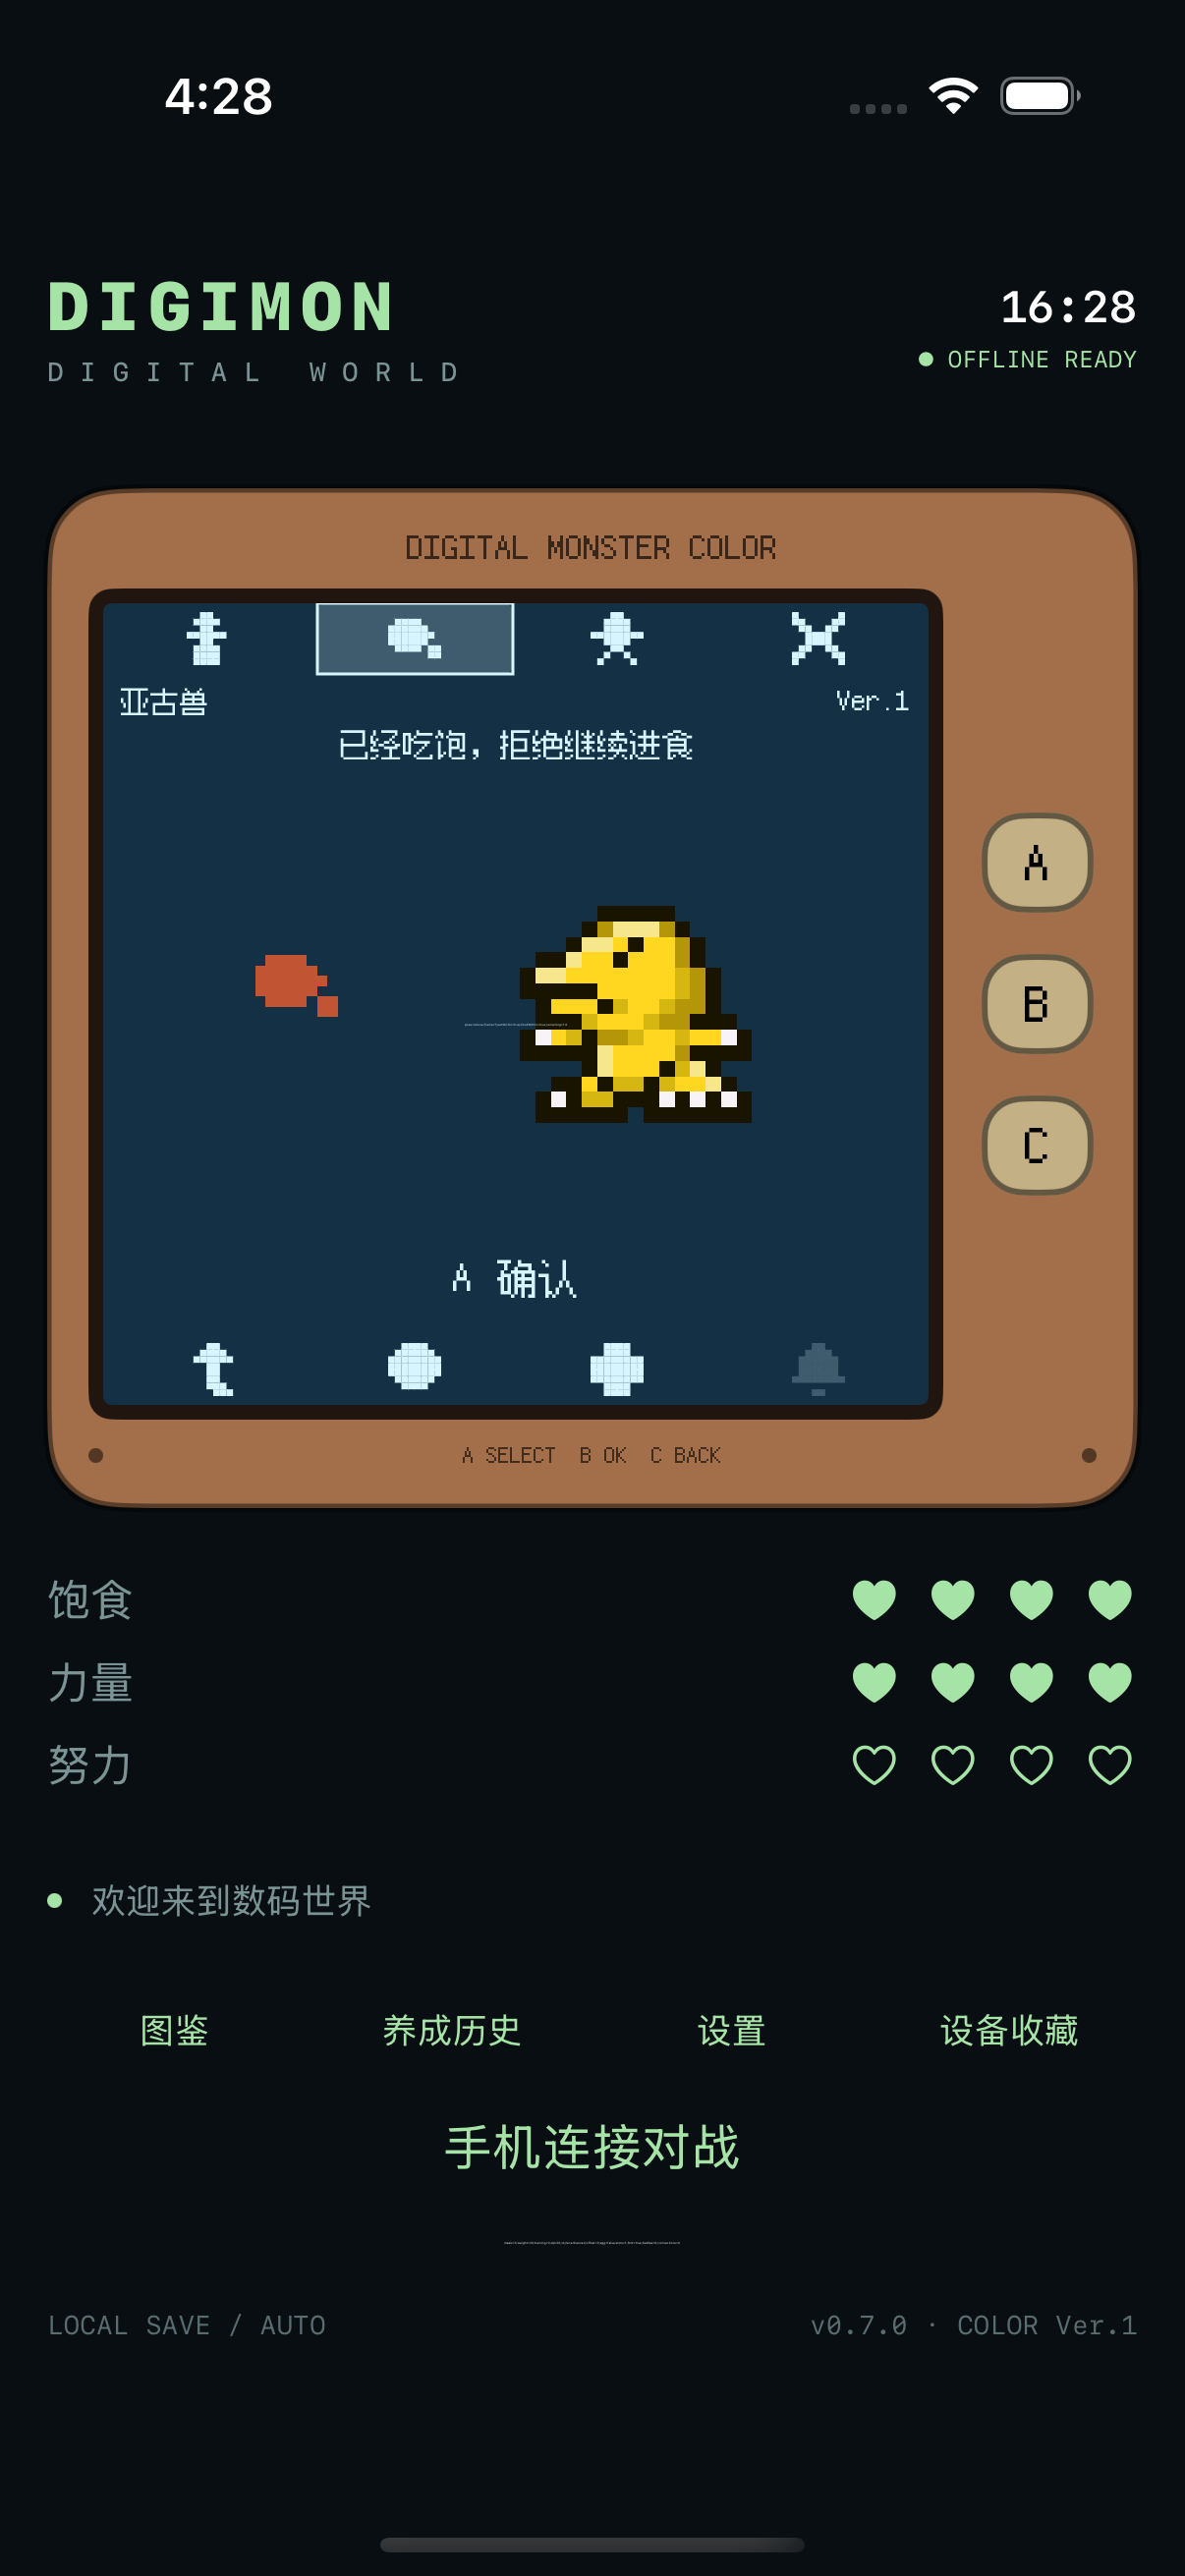 4:28
DIGIMON
DIGITAL WORLD
16:28
OFFLINE READY
DIGITAL MONSTER COLOR
亚古兽
Ver.1
已经吃饱，拒绝继续进食
A
B
C
A 确认
A SELECT B OK C BACK
饱食
力量
努力
欢迎来到数码世界
图鉴 养成历史 设置 设备收藏
手机连接对战
LOCAL SAVE / AUTO
v0.7.0 · COLOR Ver.1